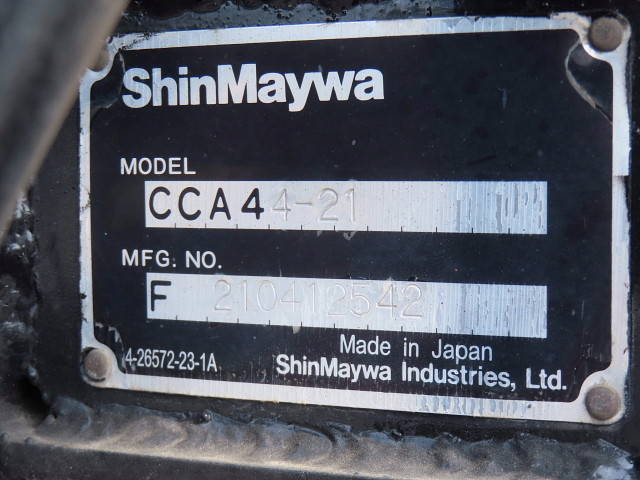 ShinMaywa
MODEL
CCA44-21
MFG. NO.
F 210412542
Made in Japan
4-26572-23-1A
ShinMaywa Industries, Ltd.